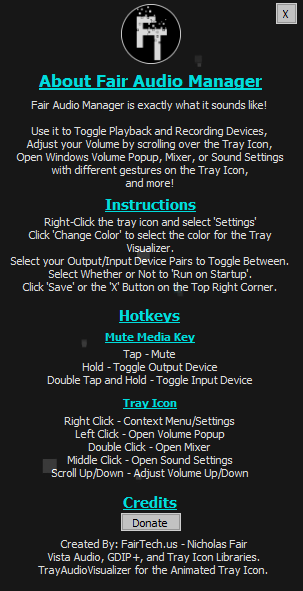 FT
X
About Fair Audio Manager
Fair Audio Manager is exactly what it sounds like!
Use it to Toggle Playback and Recording Devices,
Adjust your Volume by scrolling over the Tray Icon,
Open Windows Volume Popup, Mixer, or Sound Settings
with different gestures on the Tray Icon,
and more!
Instructions
Right-Click the tray icon and select 'Settings'
Click 'Change Color' to select the color for the Tray
Visualizer.
Select your Output/Input Device Pairs to Toggle Between.
Select Whether or Not to 'Run on Startup'.
Click 'Save' or the 'X' Button on the Top Right Corner.
Hotkeys
Mute Media Key
Tap - Mute
Hold - Toggle Output Device
Double Tap and Hold - Toggle Input Device
Tray Icon
Right Click - Context Menu/Settings
Left Click - Open Volume Popup
Double Click - Open Mixer
Middle Click - Open Sound Settings
Scroll Up/Down - Adjust Volume Up/Down
Credits
Donate
Created By: FairTech.us - Nicholas Fair
Vista Audio, GDIP+, and Tray Icon Libraries.
TrayAudioVisualizer for the Animated Tray Icon.